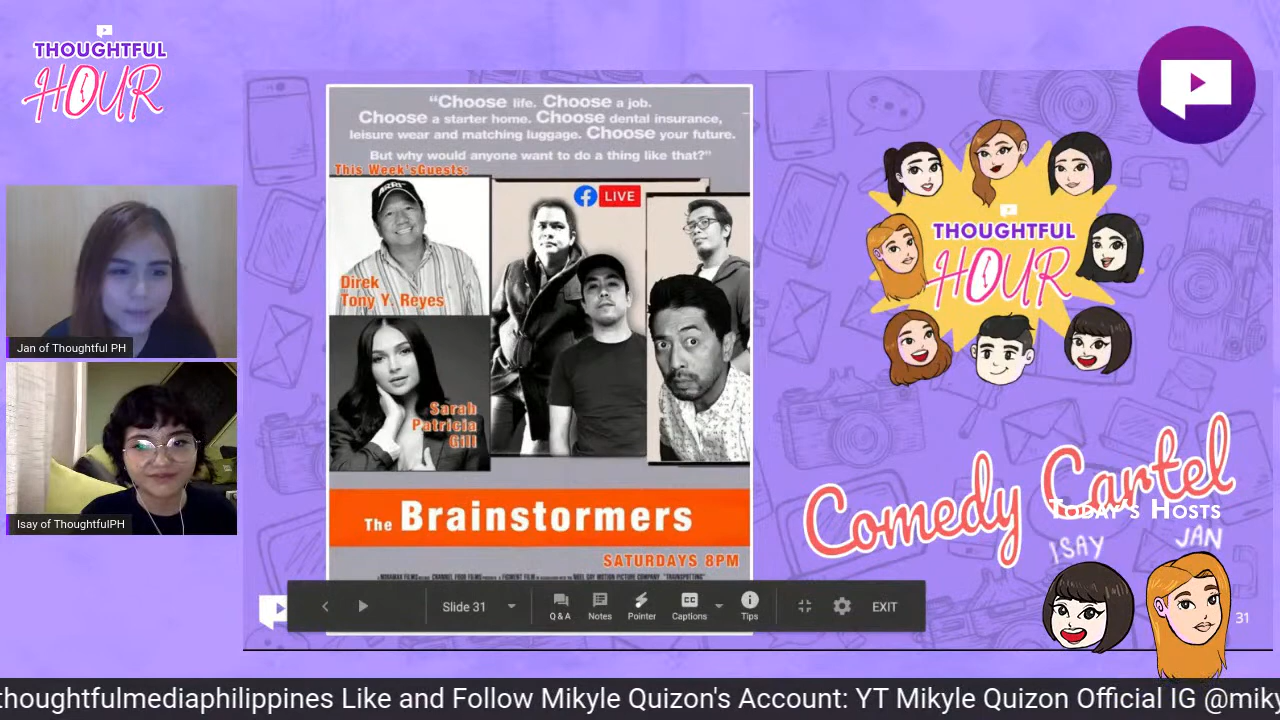 THOUGHTFUL
HOUR
“Choose life. Choose a job.
Choose a starter home. Choose dental insurance,
leisure wear and matching luggage. Choose your future.
But why would anyone want to do a thing like that?”
This Week'sGuests:
LIVE
Direk
Tony Y. Reyes
Sarah
Patricia
Gill
The Brainstormers
SATURDAYS 8PM
THOUGHTFUL
HOUR
Comedy Cartel
TODAY'S HOSTS
ISAY
JAN
Jan of Thoughtful PH
Isay of ThoughtfulPH
Slide 31
Q & A
Notes
Pointer
Captions
Tips
EXIT
31
thoughtfulmediaphilippines Like and Follow Mikyle Quizon's Account: YT Mikyle Quizon Official IG @miky